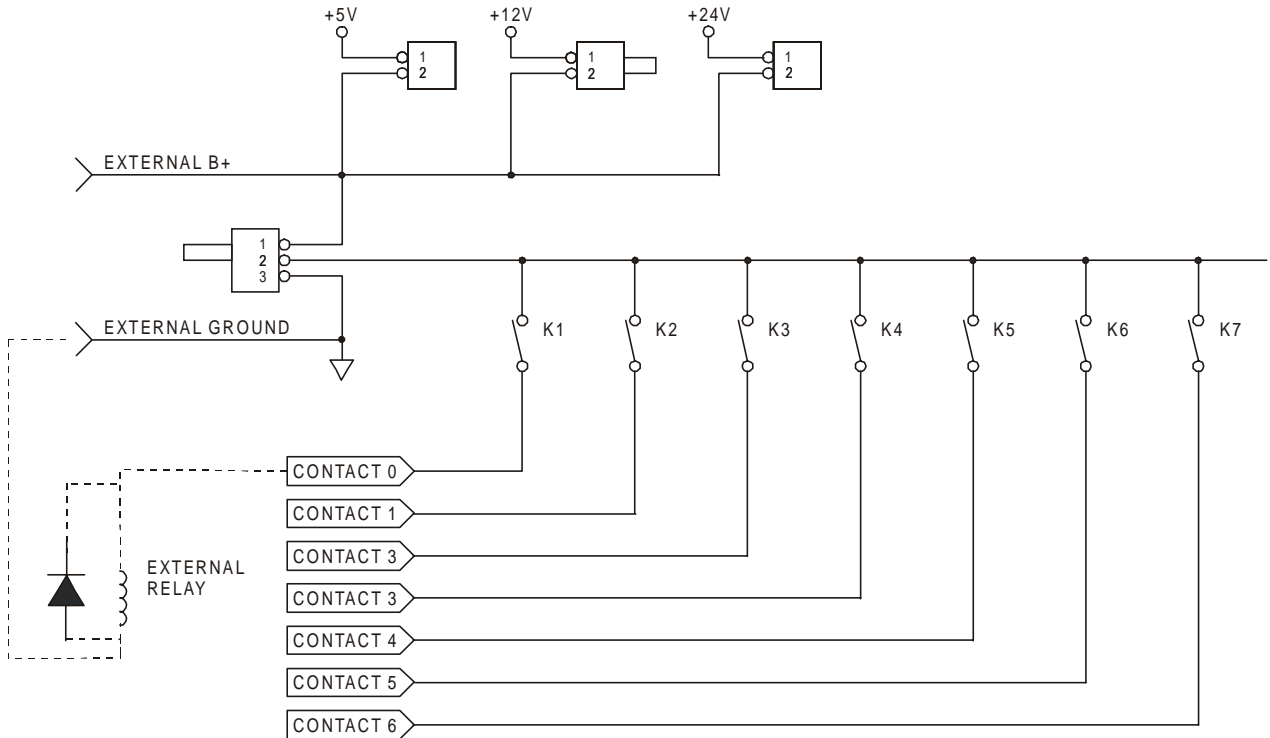 +5V
+12V
+24V
1
2
1
2
1
2
EXTERNAL B+
1
2
3
EXTERNAL GROUND
K1
K2
K3
K4
K5
K6
K7
CONTACT 0
CONTACT 1
CONTACT 3
CONTACT 3
CONTACT 4
CONTACT 5
CONTACT 6
EXTERNAL
RELAY